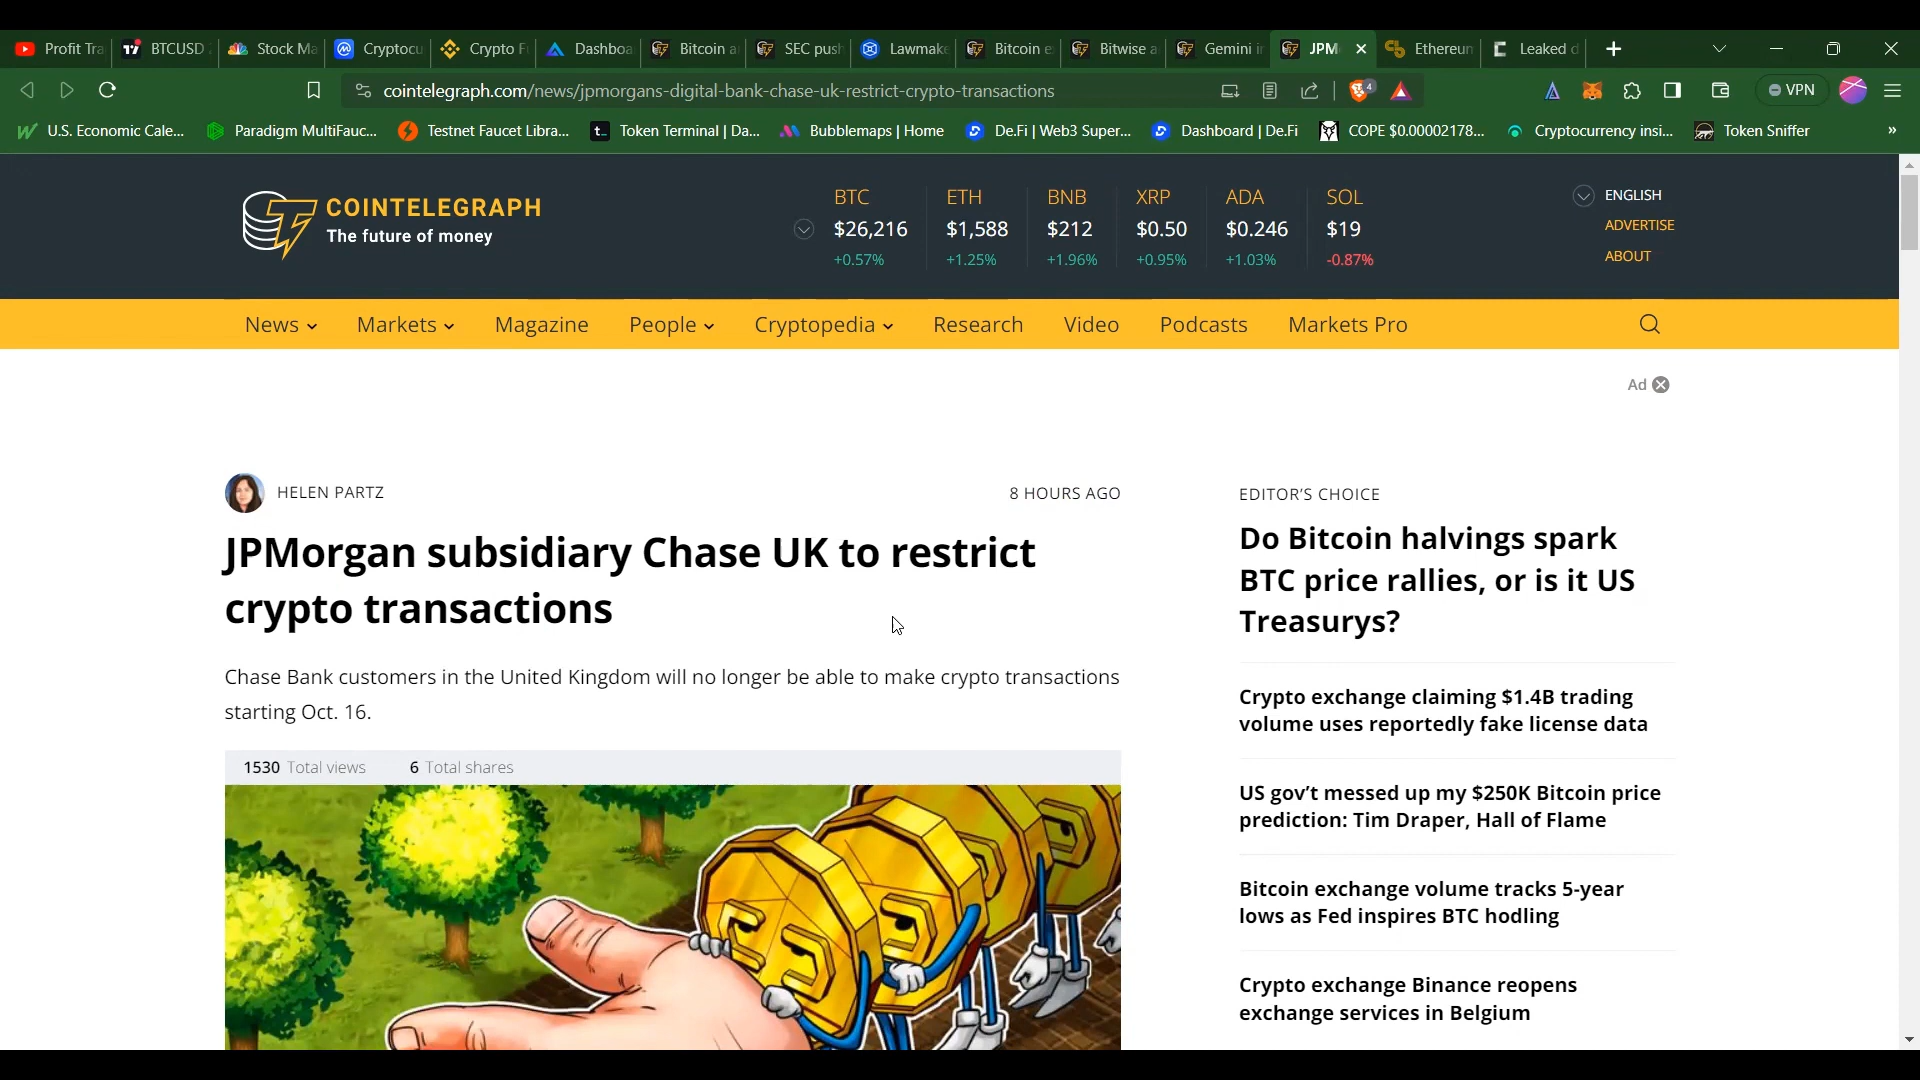 Profit Tra
BTCUSD
Stock Ma
Cryptocu
Crypto F
Dashboa
Bitcoin a
SEC push
Lawmake
Bitcoin e
Bitwise a
Gemini i
JPM
Ethereum
Leaked d
cointelegraph.com/news/jpmorgans-digital-bank-chase-uk-restrict-crypto-transactions
4
VPN
U.S. Economic Cale...
Paradigm MultiFauc...
Testnet Faucet Libra...
Token Terminal | Da...
Bubblemaps | Home
De.Fi | Web3 Super...
Dashboard | De.Fi
COPE $0.00002178...
Cryptocurrency insi...
Token Sniffer
»
COINTELEGRAPH
The future of money
BTC ETH BNB XRP ADA SOL
$26,216 $1,588 $212 $0.50 $0.246 $19
+0.57% +1.25% +1.96% +0.95% +1.03% -0.87%
ENGLISH
ADVERTISE
ABOUT
News Markets Magazine People Cryptopedia Research Video Podcasts Markets Pro
Ad
HELEN PARTZ
8 HOURS AGO
JPMorgan subsidiary Chase UK to restrict
crypto transactions
Chase Bank customers in the United Kingdom will no longer be able to make crypto transactions
starting Oct. 16.
1530 Total views 6 Total shares
EDITOR'S CHOICE
Do Bitcoin halvings spark
BTC price rallies, or is it US
Treasurys?
Crypto exchange claiming $1.4B trading
volume uses reportedly fake license data
US gov't messed up my $250K Bitcoin price
prediction: Tim Draper, Hall of Flame
Bitcoin exchange volume tracks 5-year
lows as Fed inspires BTC hodling
Crypto exchange Binance reopens
exchange services in Belgium